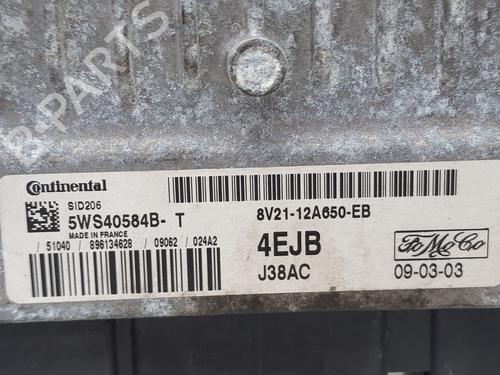 B-PARTS
Continental
SID206
5WS40584B- T
MADE IN FRANCE
/ 51040 / 896134628 / 09062 / 024A2
8V21-12A650-EB
4EJB
J38AC
FoMoCo
09-03-03